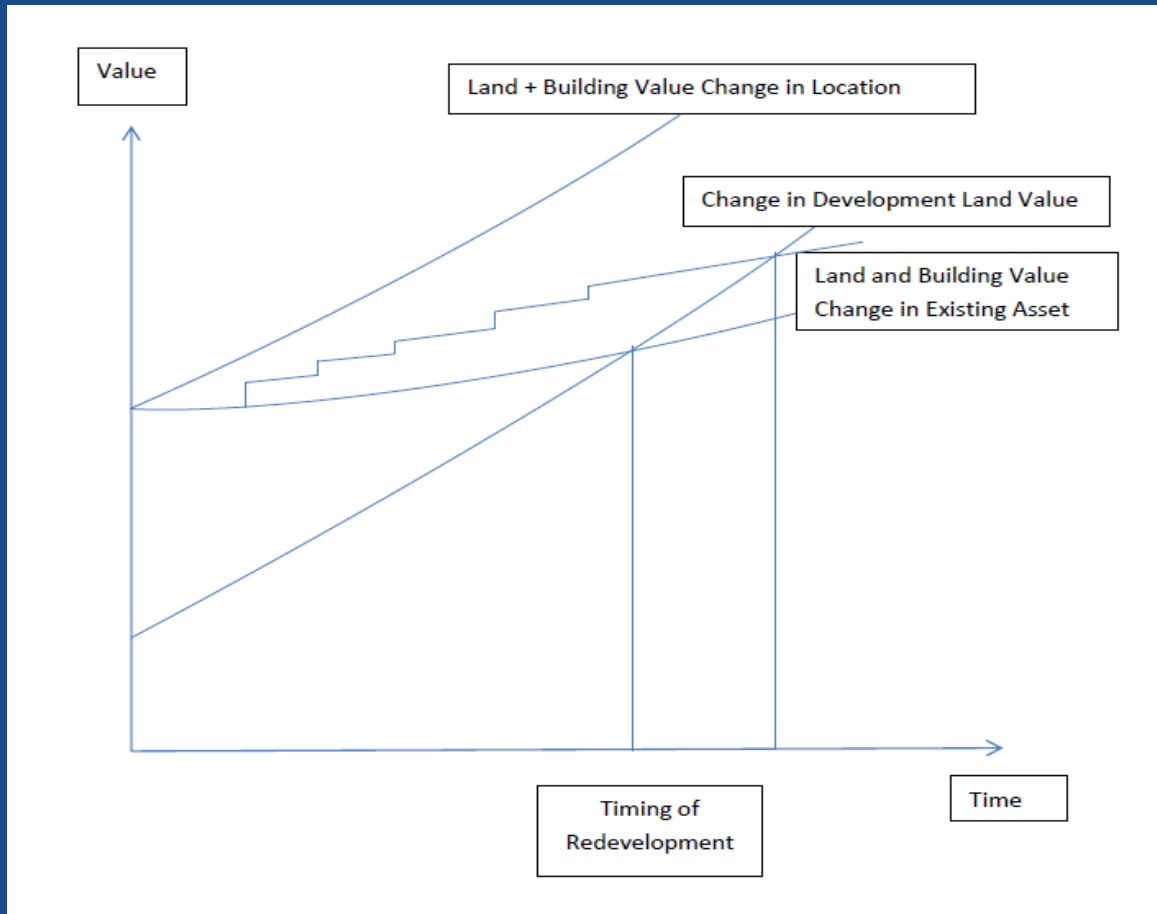 Value
Land + Building Value Change in Location
Change in Development Land Value
Land and Building Value
Change in Existing Asset
Timing of
Redevelopment
Time